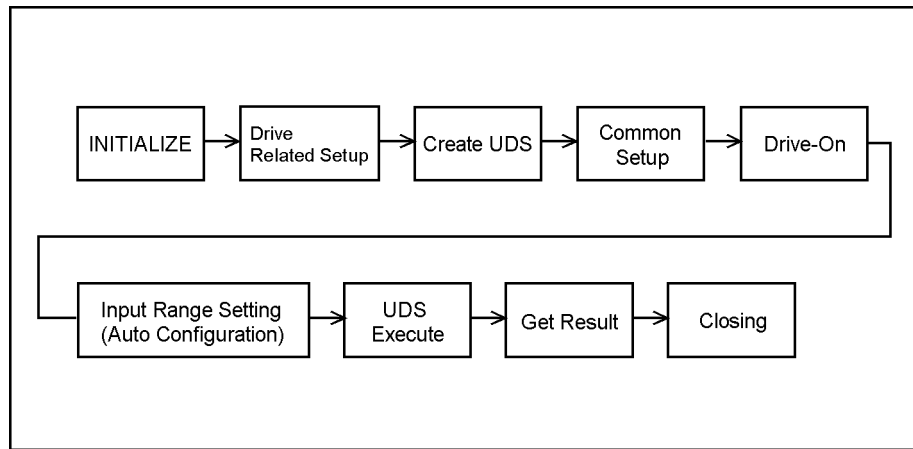 INITIALIZE
Drive
Related Setup
Create UDS
Common
Setup
Drive-On
Input Range Setting
(Auto Configuration)
UDS
Execute
Get Result
Closing